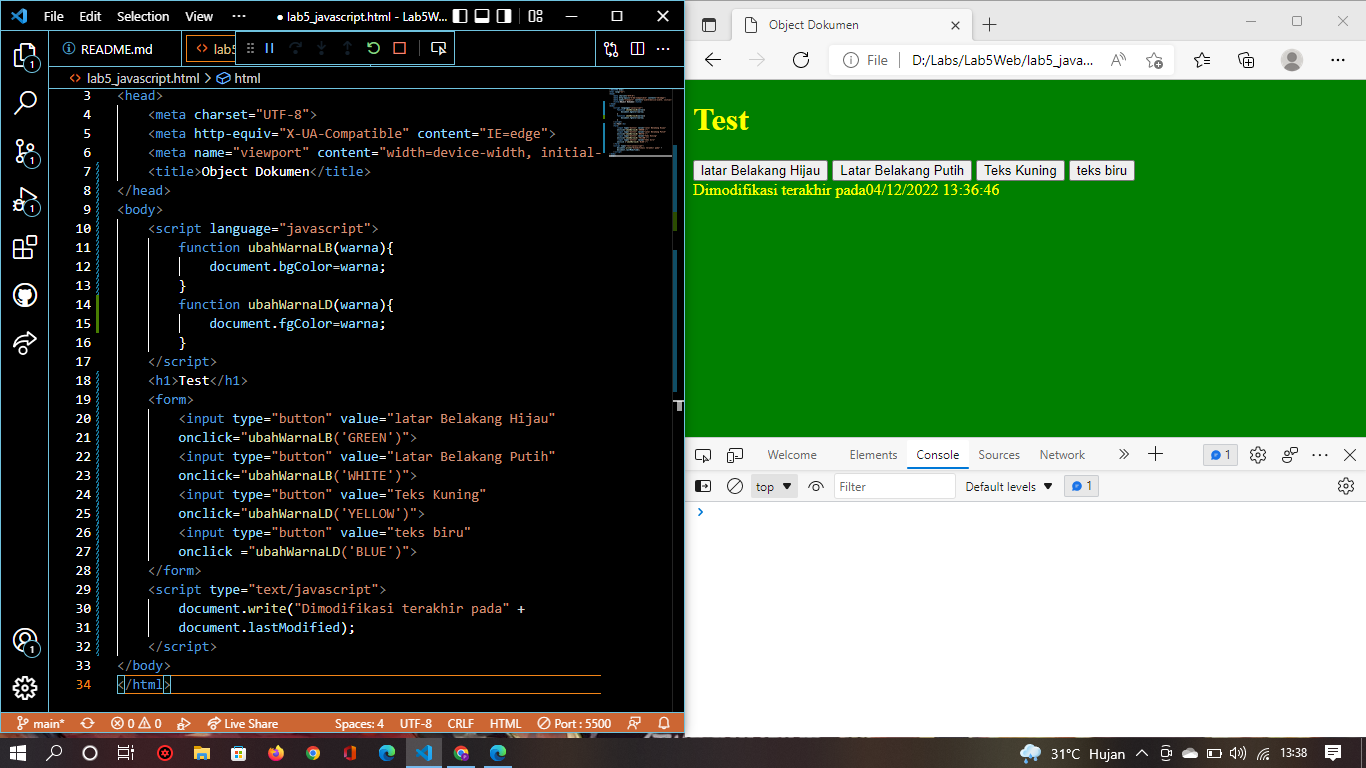 File Edit Selection View ··· ● lab5_javascript.html - Lab5W...
README.md lab5
lab5_javascript.html > html
3 <head>
4 <meta charset="UTF-8">
5 <meta http-equiv="X-UA-Compatible" content="IE=edge">
6 <meta name="viewport" content="width=device-width, initial-
7 <title>Object Dokumen</title>
8 </head>
9 <body>
10 <script language="javascript">
11 function ubahWarnaLB(warna){
12 document.bgColor=warna;
13 }
14 function ubahWarnaLD(warna){
15 document.fgColor=warna;
16 }
17 </script>
18 <h1>Test</h1>
19 <form>
20 <input type="button" value="latar Belakang Hijau"
21 onclick="ubahWarnaLB('GREEN')">
22 <input type="button" value="Latar Belakang Putih"
23 onclick="ubahWarnaLB('WHITE')">
24 <input type="button" value="Teks Kuning"
25 onclick="ubahWarnaLD('YELLOW')">
26 <input type="button" value="teks biru"
27 onclick ="ubahWarnaLD('BLUE')">
28 </form>
29 <script type="text/javascript">
30 document.write("Dimodifikasi terakhir pada" +
31 document.lastModified);
32 </script>
33 </body>
34 </html>
main* 0 0 Live Share Spaces: 4 UTF-8 CRLF HTML Port : 5500
Object Dokumen
File D:/Labs/Lab5Web/lab5_java...
Test
latar Belakang Hijau Latar Belakang Putih Teks Kuning teks biru
Dimodifikasi terakhir pada04/12/2022 13:36:46
Welcome Elements Console Sources Network 1
top Filter Default levels 1
31°C Hujan 13:38